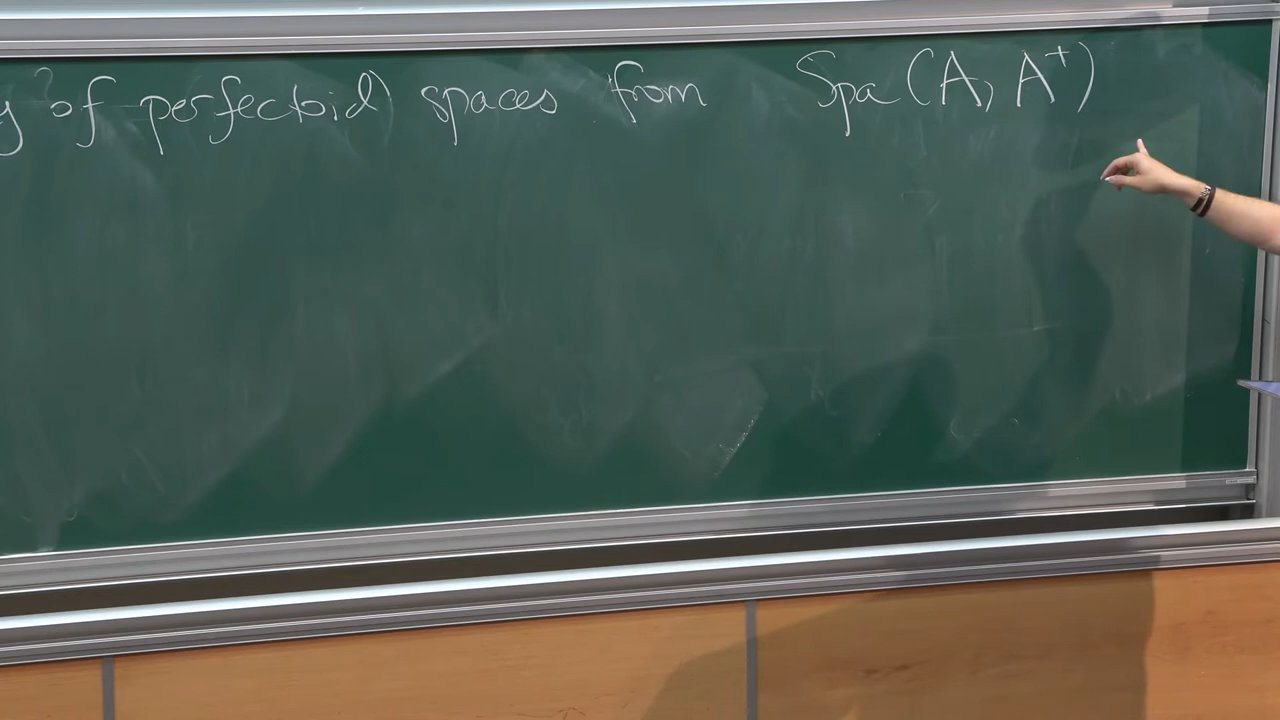 of perfectoid) spaces from Spa (A, A⁺)